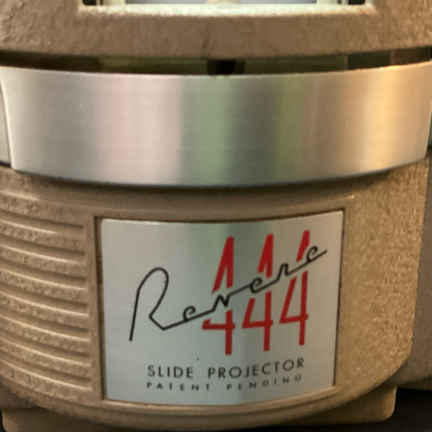 Revere
444
SLIDE PROJECTOR
PATENT PENDING